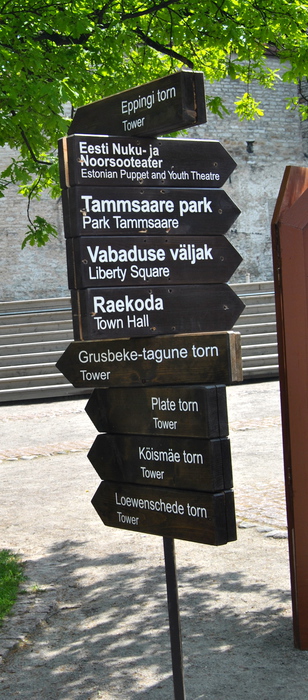 Eppingi torn
Tower
Eesti Nuku- ja
Noorsooteater
Estonian Puppet and Youth Theatre
Tammsaare park
Park Tammsaare
Vabaduse väljak
Liberty Square
Raekoda
Town Hall
Grusbeke-tagune torn
Tower
Plate torn
Tower
Köismäe torn
Tower
Loewenschede torn
Tower